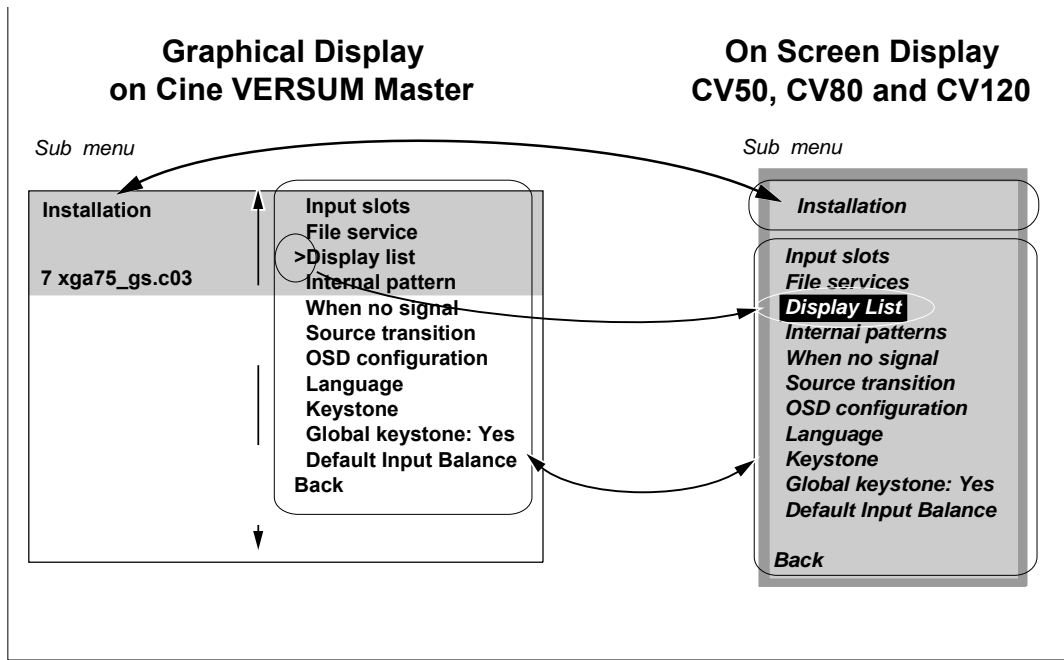 Graphical Display
on Cine VERSUM Master
Sub menu
Installation
7 xga75_gs.c03
Input slots
File service
>Display list
Internal pattern
When no signal
Source transition
OSD configuration
Language
Keystone
Global keystone: Yes
Default Input Balance
Back
On Screen Display
CV50, CV80 and CV120
Sub menu
Installation
Input slots
File services
Display List
Internal patterns
When no signal
Source transition
OSD configuration
Language
Keystone
Global keystone: Yes
Default Input Balance
Back